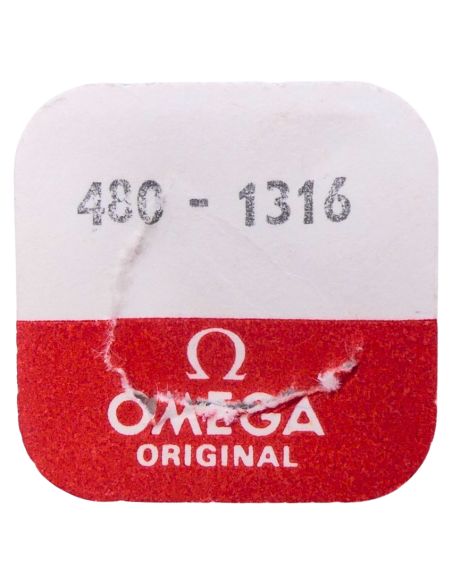 480 - 1316
Ω
OMEGA
ORIGINAL